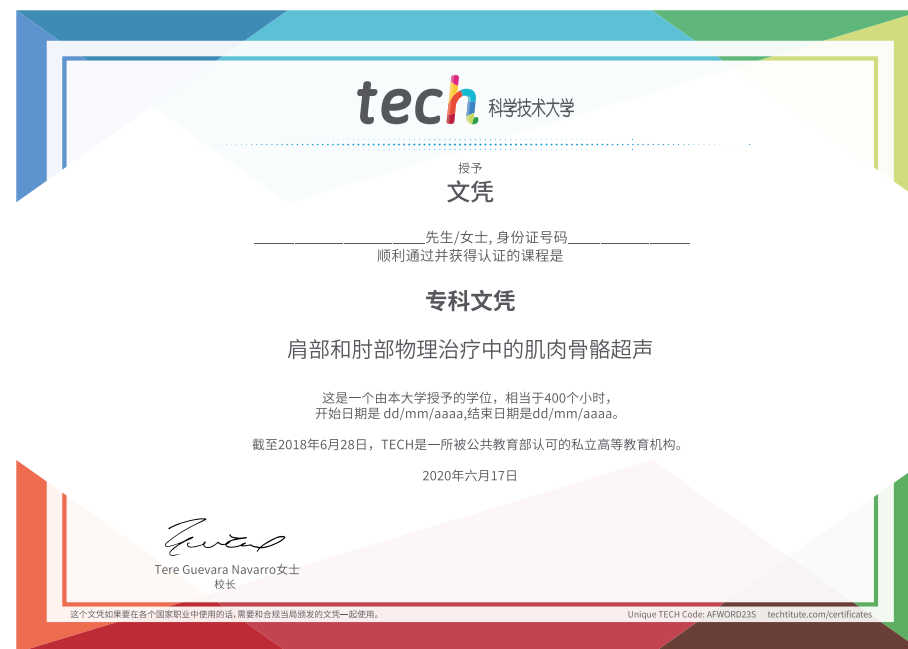 tech 科学技术大学
授予
文凭
先生/女士, 身份证号码
顺利通过并获得认证的课程是
专科文凭
肩部和肘部物理治疗中的肌肉骨骼超声
这是一个由本大学授予的学位，相当于400个小时，
开始日期是 dd/mm/aaaa,结束日期是dd/mm/aaaa。
截至2018年6月28日，TECH是一所被公共教育部认可的私立高等教育机构。
2020年六月17日
Tere Guevara Navarro女士
校长
这个文凭如果要在各个国家职业中使用的话,需要和合规当局颁发的文凭一起使用。
Unique TECH Code: AFWORD23S techtitute.com/certificates